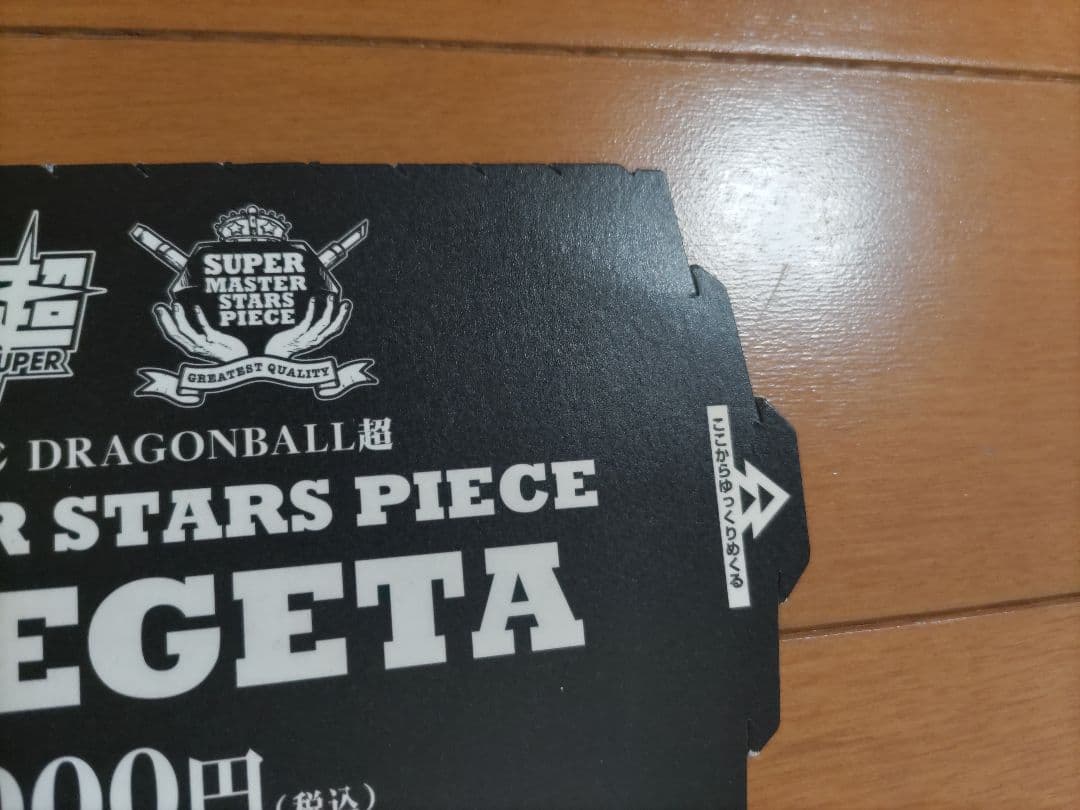 超
SUPER
SUPER
MASTER
STARS
PIECE
GREATEST QUALITY
DRAGONBALL超
R STARS PIECE
EGETA
000円(税込)
ここからゆっくりめくる